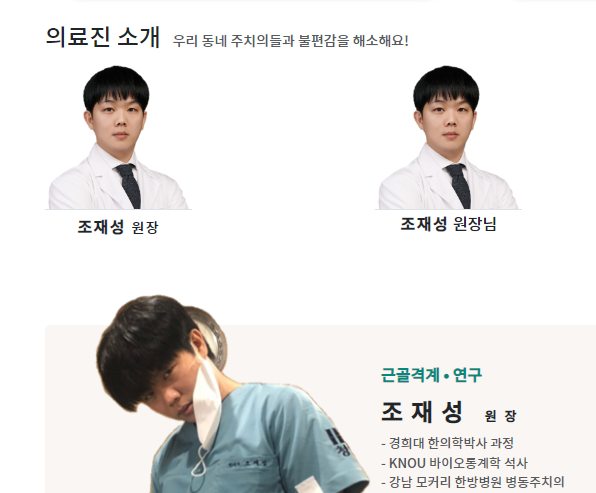 의료진 소개 우리 동네 주치의들과 불편감을 해소해요!
조재성 원장
조재성 원장님
근골격계 • 연구
조 재 성 원 장
- 경희대 한의학박사 과정
- KNOU 바이오통계학 석사
- 강남 모커리 한방병원 병동주치의